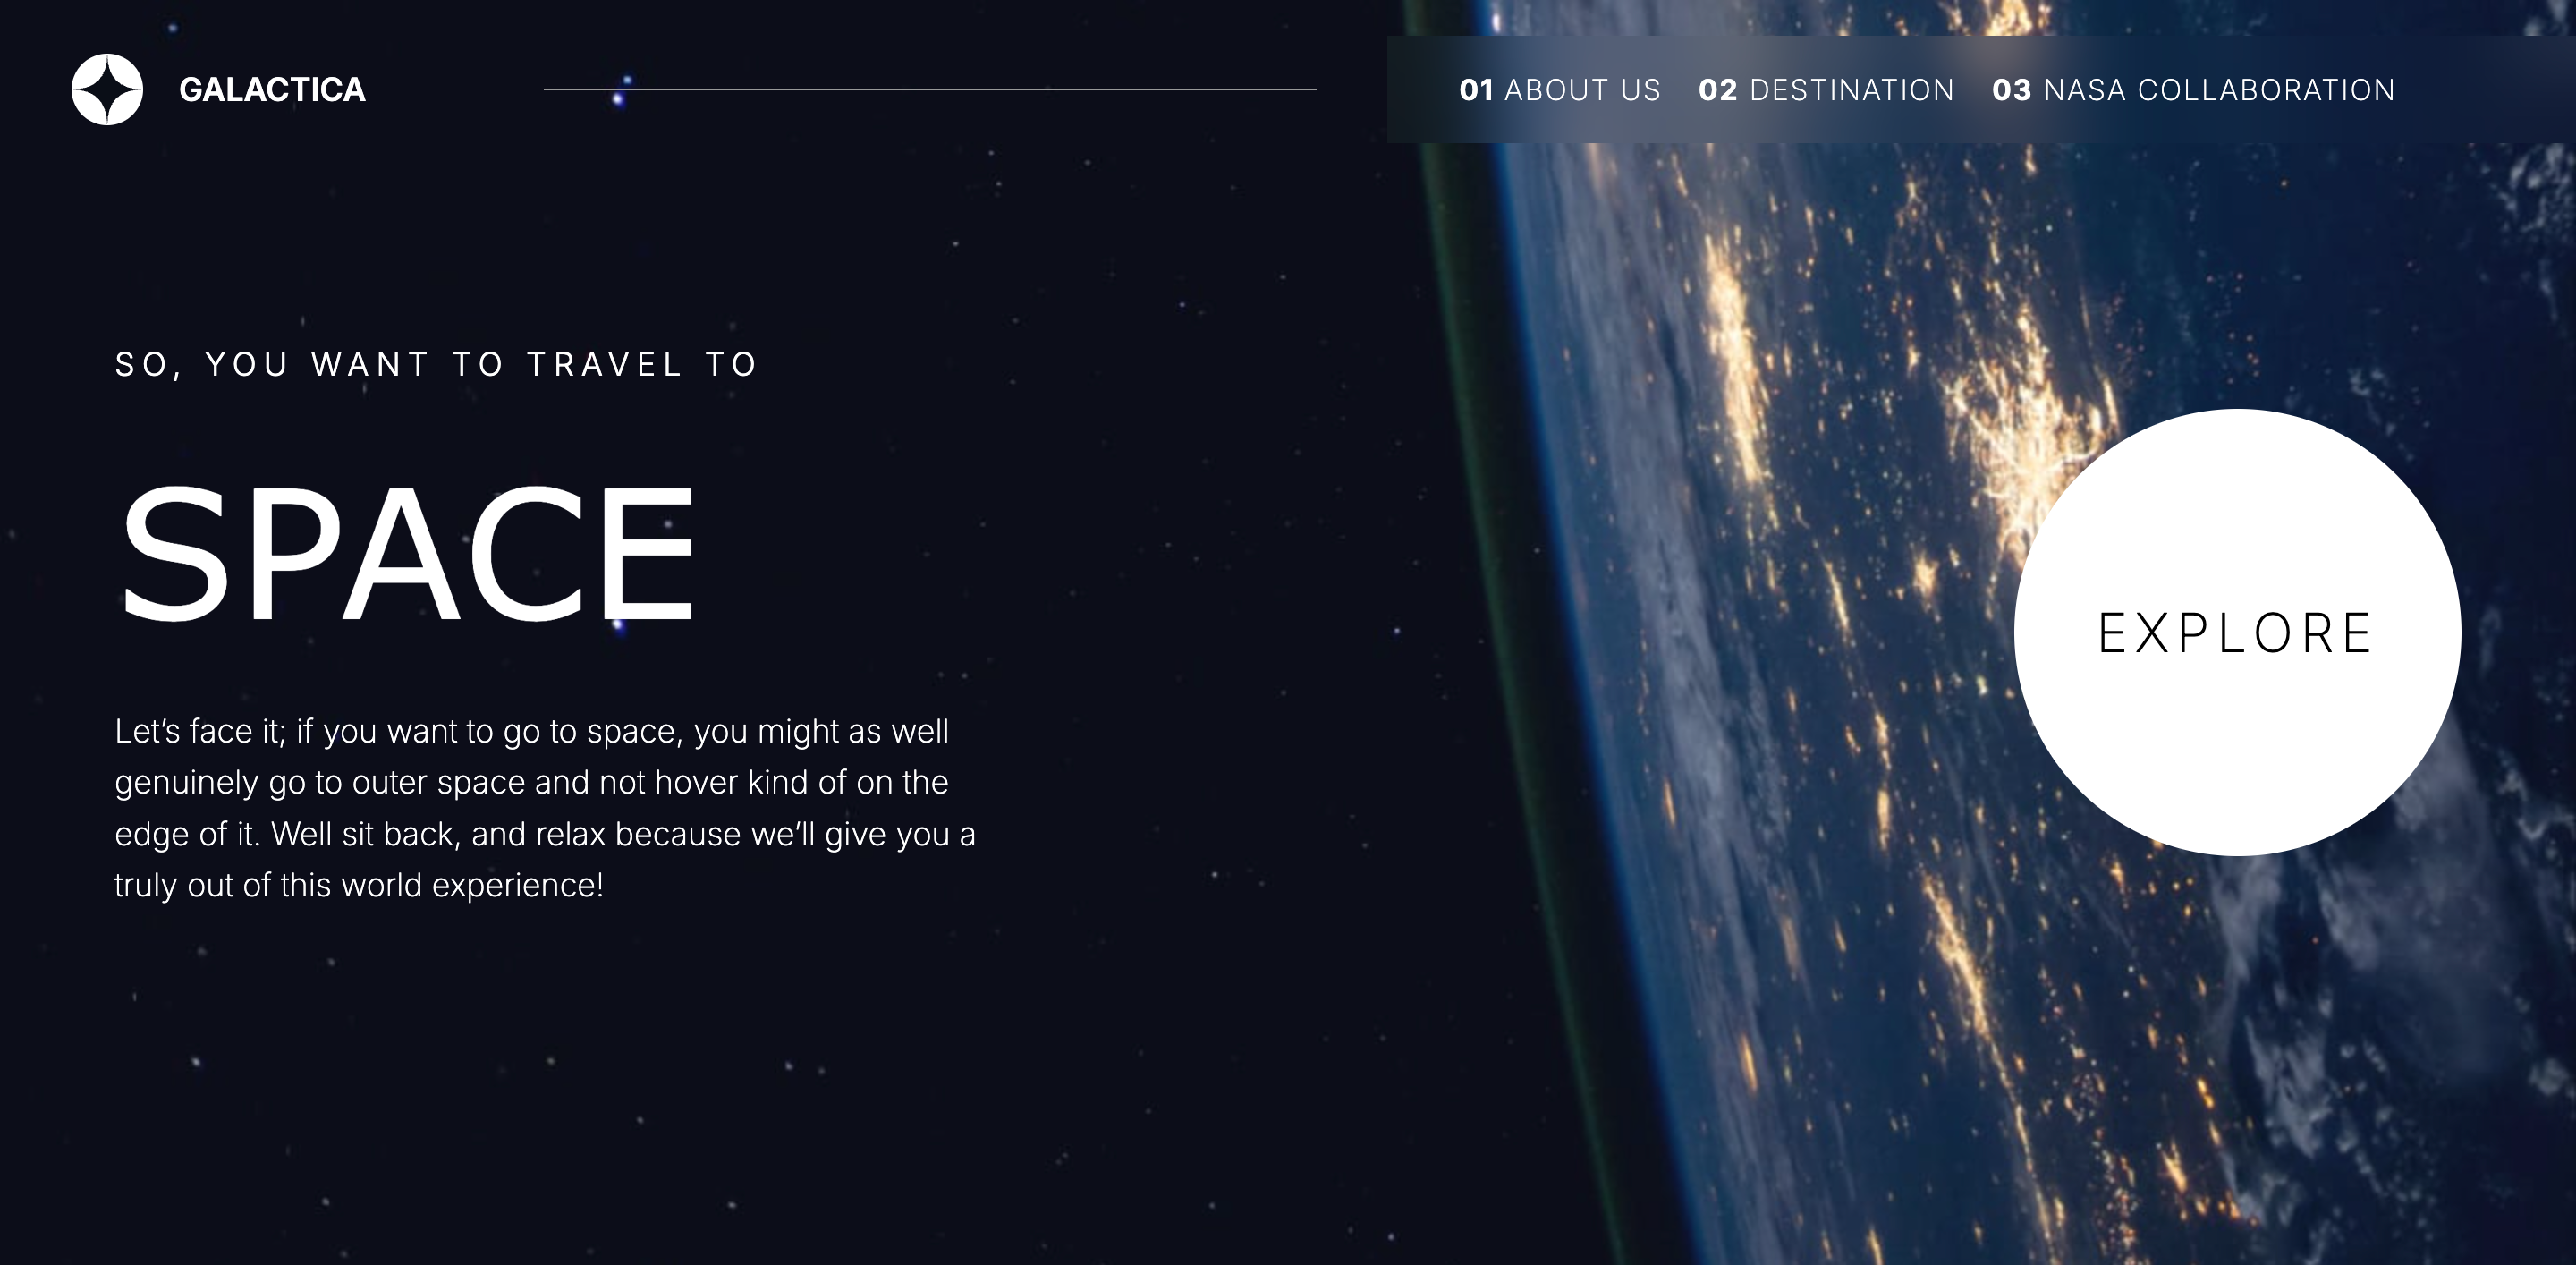 GALACTICA
01 ABOUT US 02 DESTINATION 03 NASA COLLABORATION
SO, YOU WANT TO TRAVEL TO
SPACE
Let’s face it; if you want to go to space, you might as well
genuinely go to outer space and not hover kind of on the
edge of it. Well sit back, and relax because we’ll give you a
truly out of this world experience!
EXPLORE